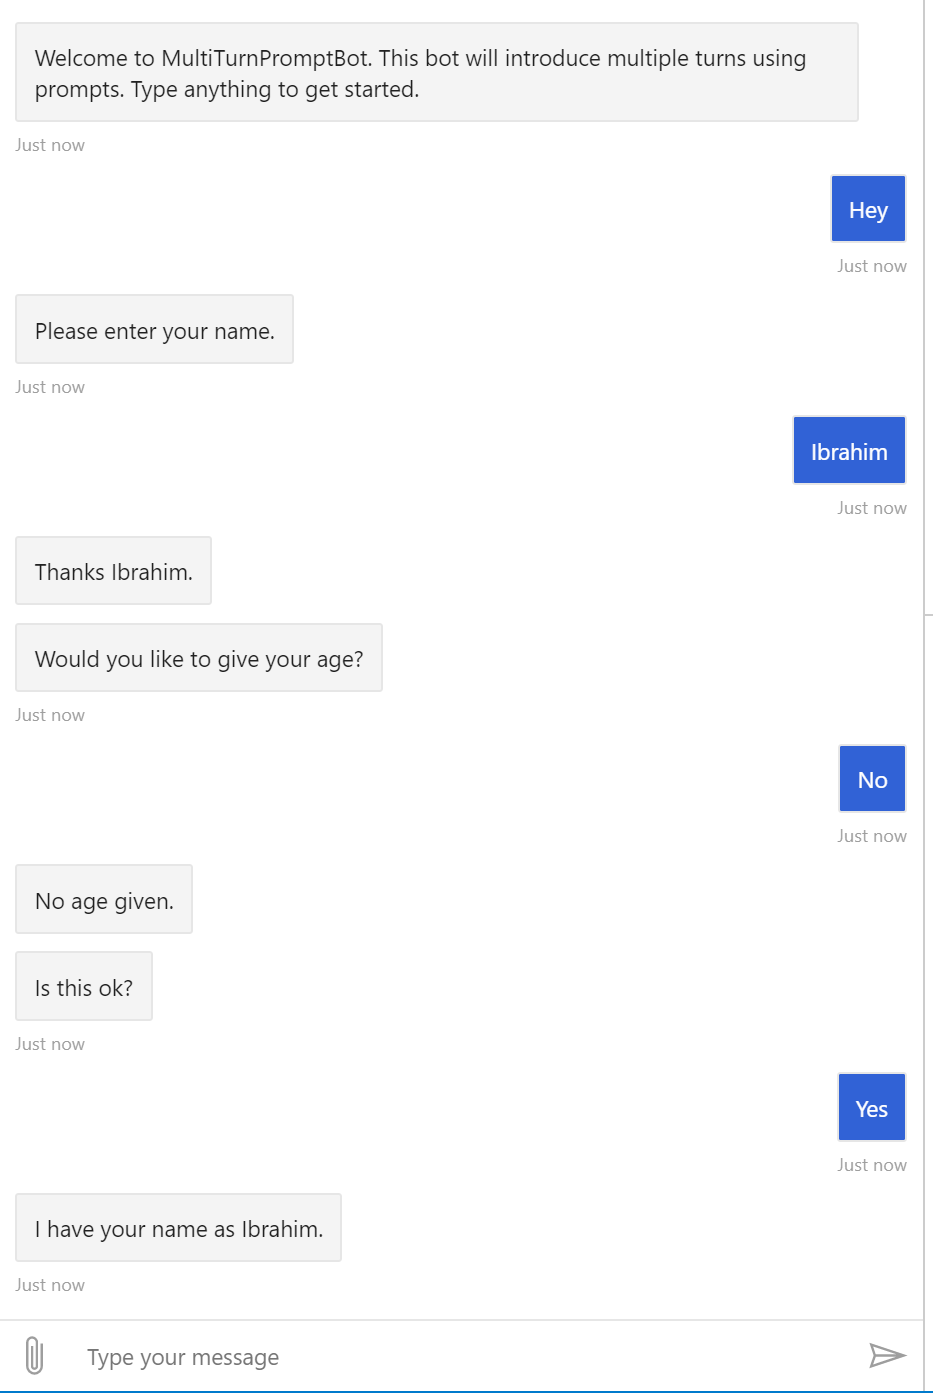 Welcome to MultiTurnPromptBot. This bot will introduce multiple turns using
prompts. Type anything to get started.
Just now
Hey
Just now
Please enter your name.
Just now
Ibrahim
Just now
Thanks Ibrahim.
Would you like to give your age?
Just now
No
Just now
No age given.
Is this ok?
Just now
Yes
Just now
I have your name as Ibrahim.
Just now
Type your message